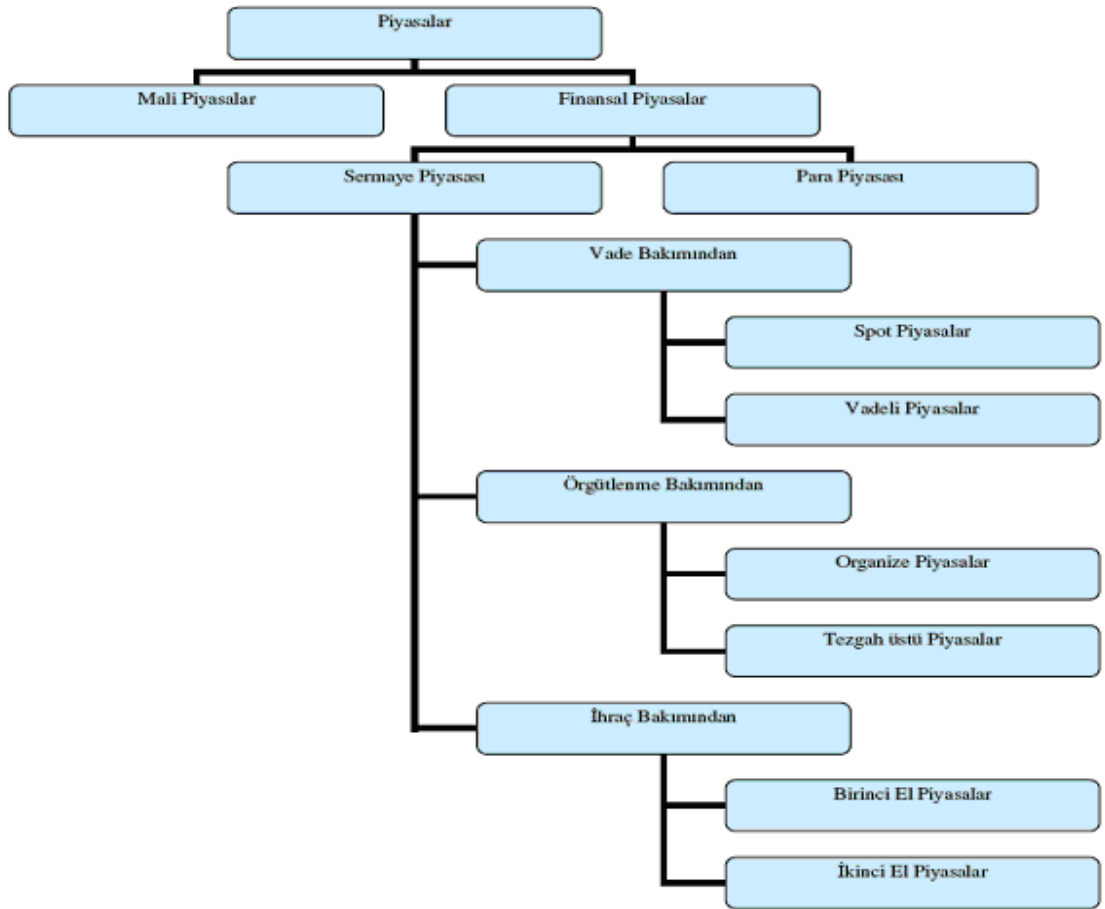 Piyasalar
Mali Piyasalar
Finansal Piyasalar
Sermaye Piyasası
Para Piyasası
Vade Bakımından
Spot Piyasalar
Vadeli Piyasalar
Örgütlenme Bakımından
Organize Piyasalar
Tezgah üstü Piyasalar
İhraç Bakımından
Birinci El Piyasalar
İkinci El Piyasalar